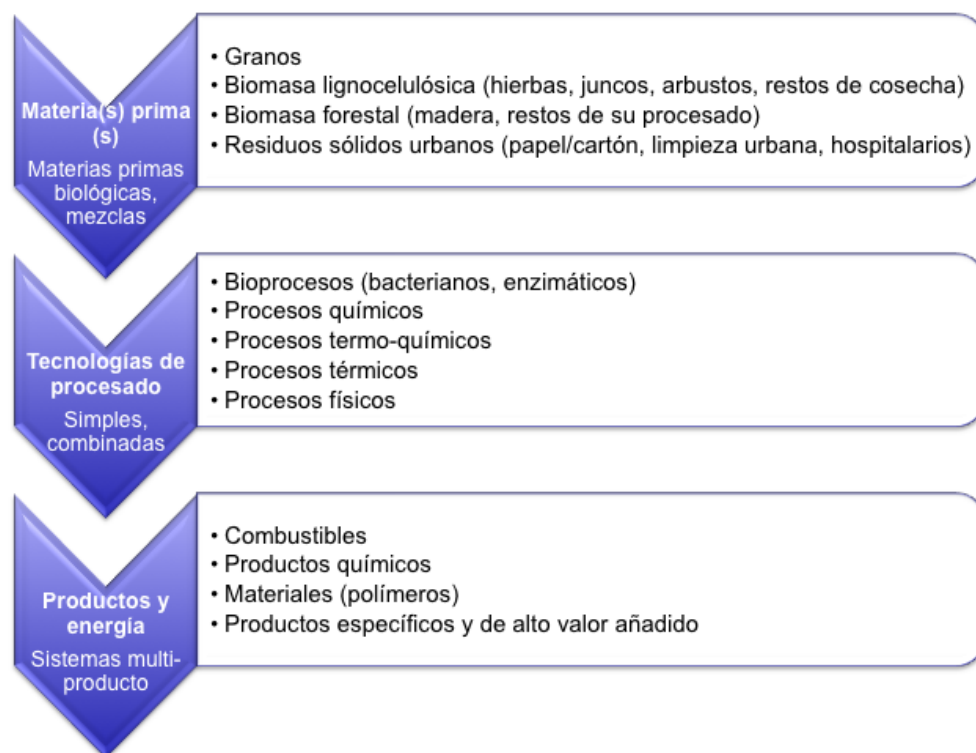 Materia(s) prima
(s)
Materias primas
biológicas,
mezclas
• Granos
• Biomasa lignocelulósica (hierbas, juncos, arbustos, restos de cosecha)
• Biomasa forestal (madera, restos de su procesado)
• Residuos sólidos urbanos (papel/cartón, limpieza urbana, hospitalarios)
Tecnologías de
procesado
Simples,
combinadas
• Bioprocesos (bacterianos, enzimáticos)
• Procesos químicos
• Procesos termo-químicos
• Procesos térmicos
• Procesos físicos
Productos y
energía
Sistemas multi-
producto
• Combustibles
• Productos químicos
• Materiales (polímeros)
• Productos específicos y de alto valor añadido